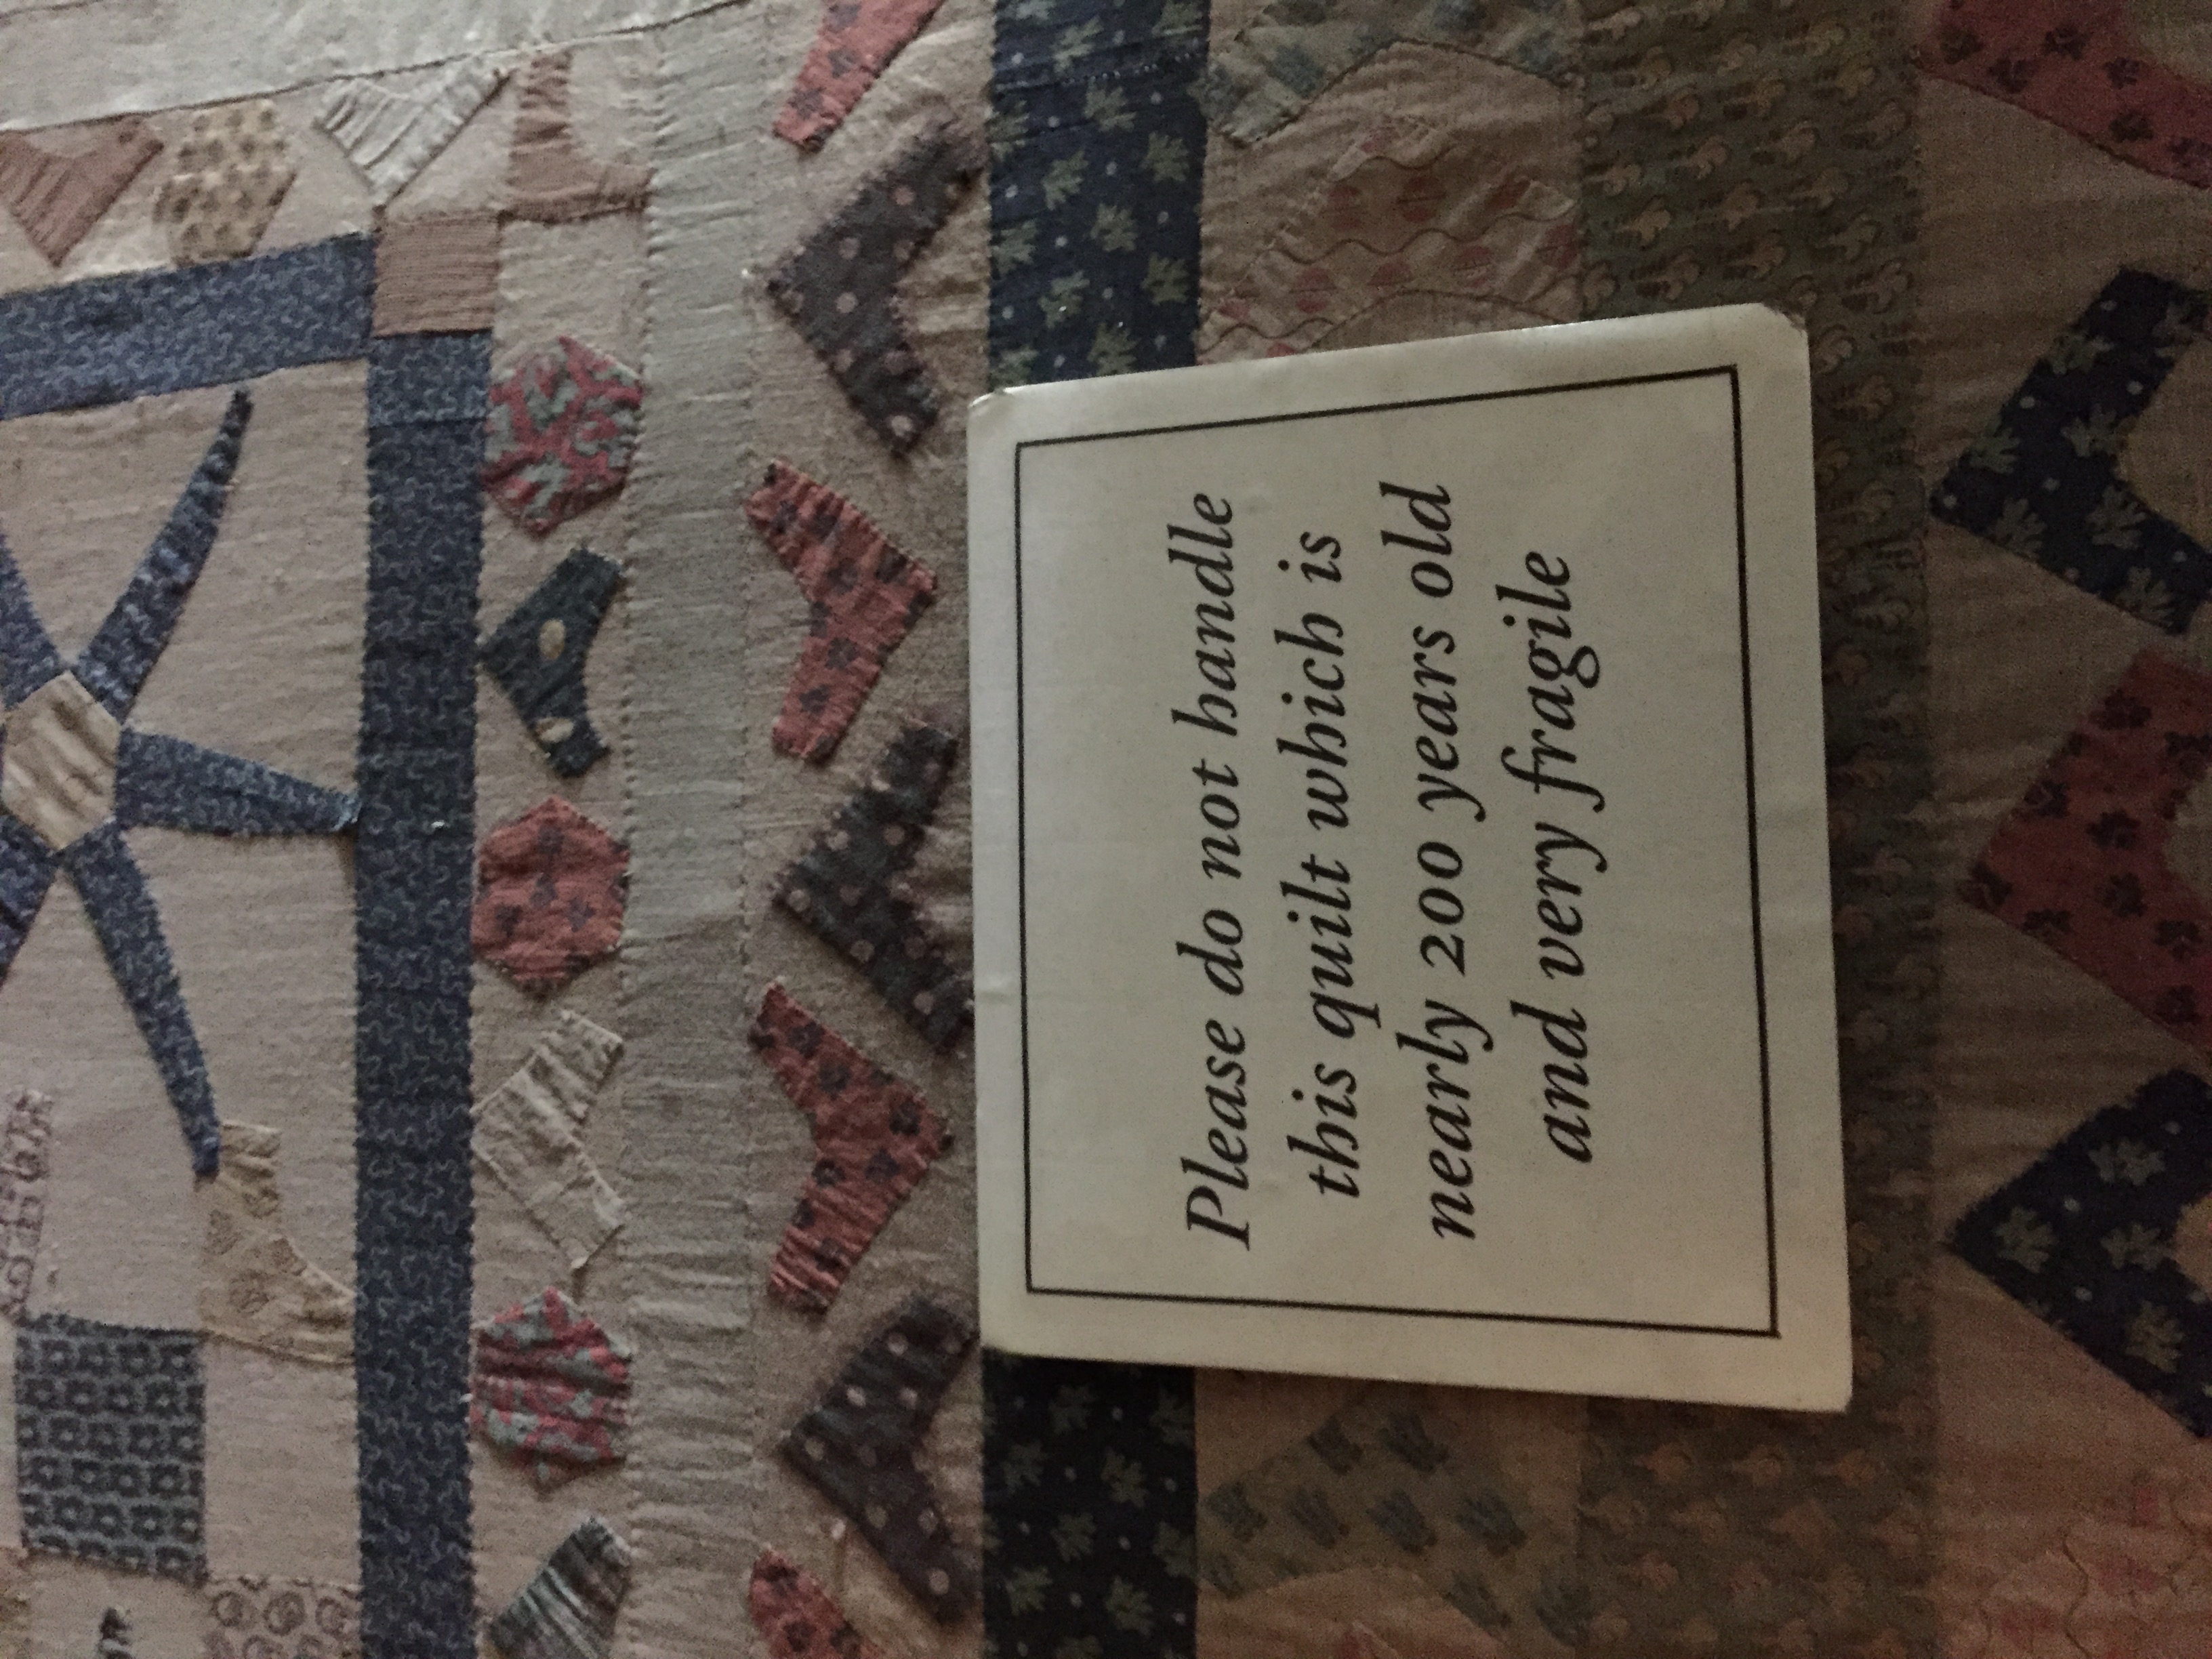 Please do not handle
this quilt which is
nearly 200 years old
and very fragile